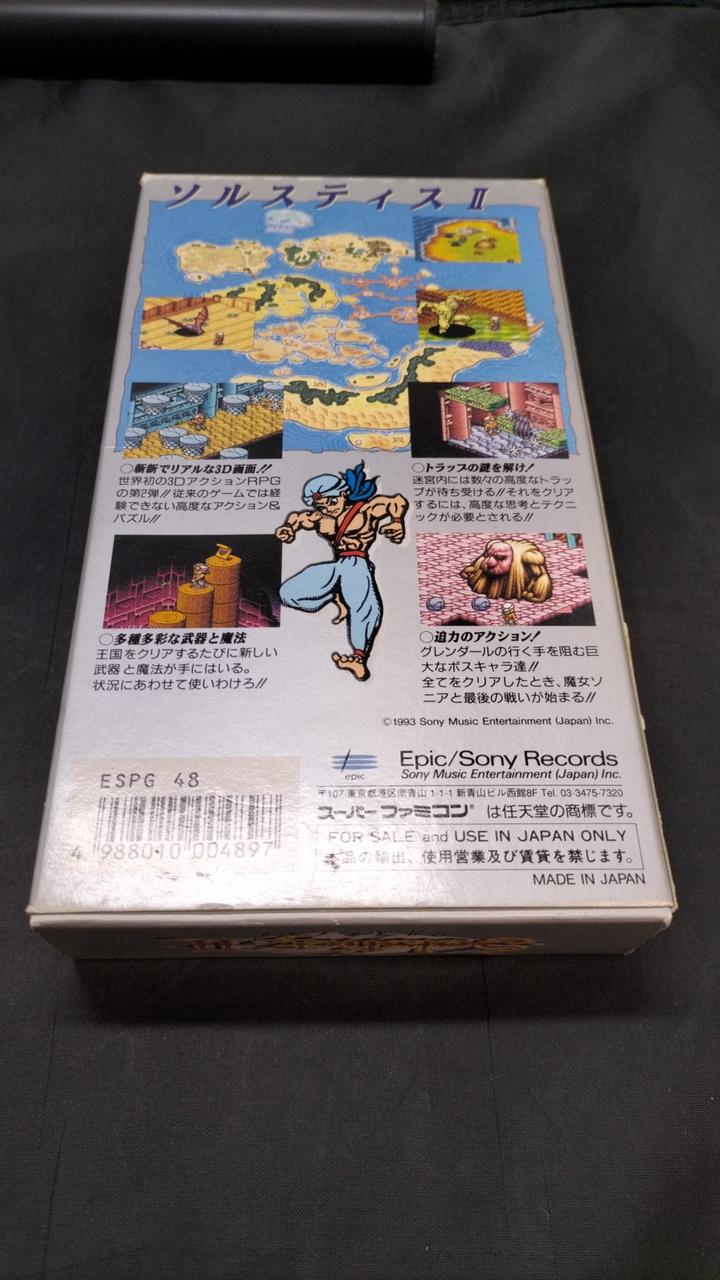 ソルスティスⅡ
○斬新でリアルな3D画面!!
世界初の3DアクションRPG
の第2弾!!従来のゲームでは経
験できない高度なアクション&
パズル!!
○トラップの謎を解け!
迷宮内には数々の高度なトラッ
プが待ち受ける!!それをクリア
するには、高度な思考とテクニ
ックが必要とされる!!
○多種多彩な武器と魔法
王国をクリアするたびに新しい
武器と魔法が手にはいる。
状況にあわせて使いわけろ!!
○迫力のアクション!
グレンダールの行く手を阻む巨
大なボスキャラ達!!
全てをクリアしたとき、魔女ソ
ニアと最後の戦いが始まる!!
©1993 Sony Music Entertainment (Japan) Inc.
epic
Epic/Sony Records
Sony Music Entertainment (Japan) Inc.
〒107 東京都港区南青山 1-1-1 新青山ビル西館8F Tel. 03-3475-7320
スーパーファミコン® は任天堂の商標です。
FOR SALE and USE IN JAPAN ONLY
本品の輸出、使用営業及び賃貸を禁じます。
MADE IN JAPAN
ESPG 48
4 988010 004897